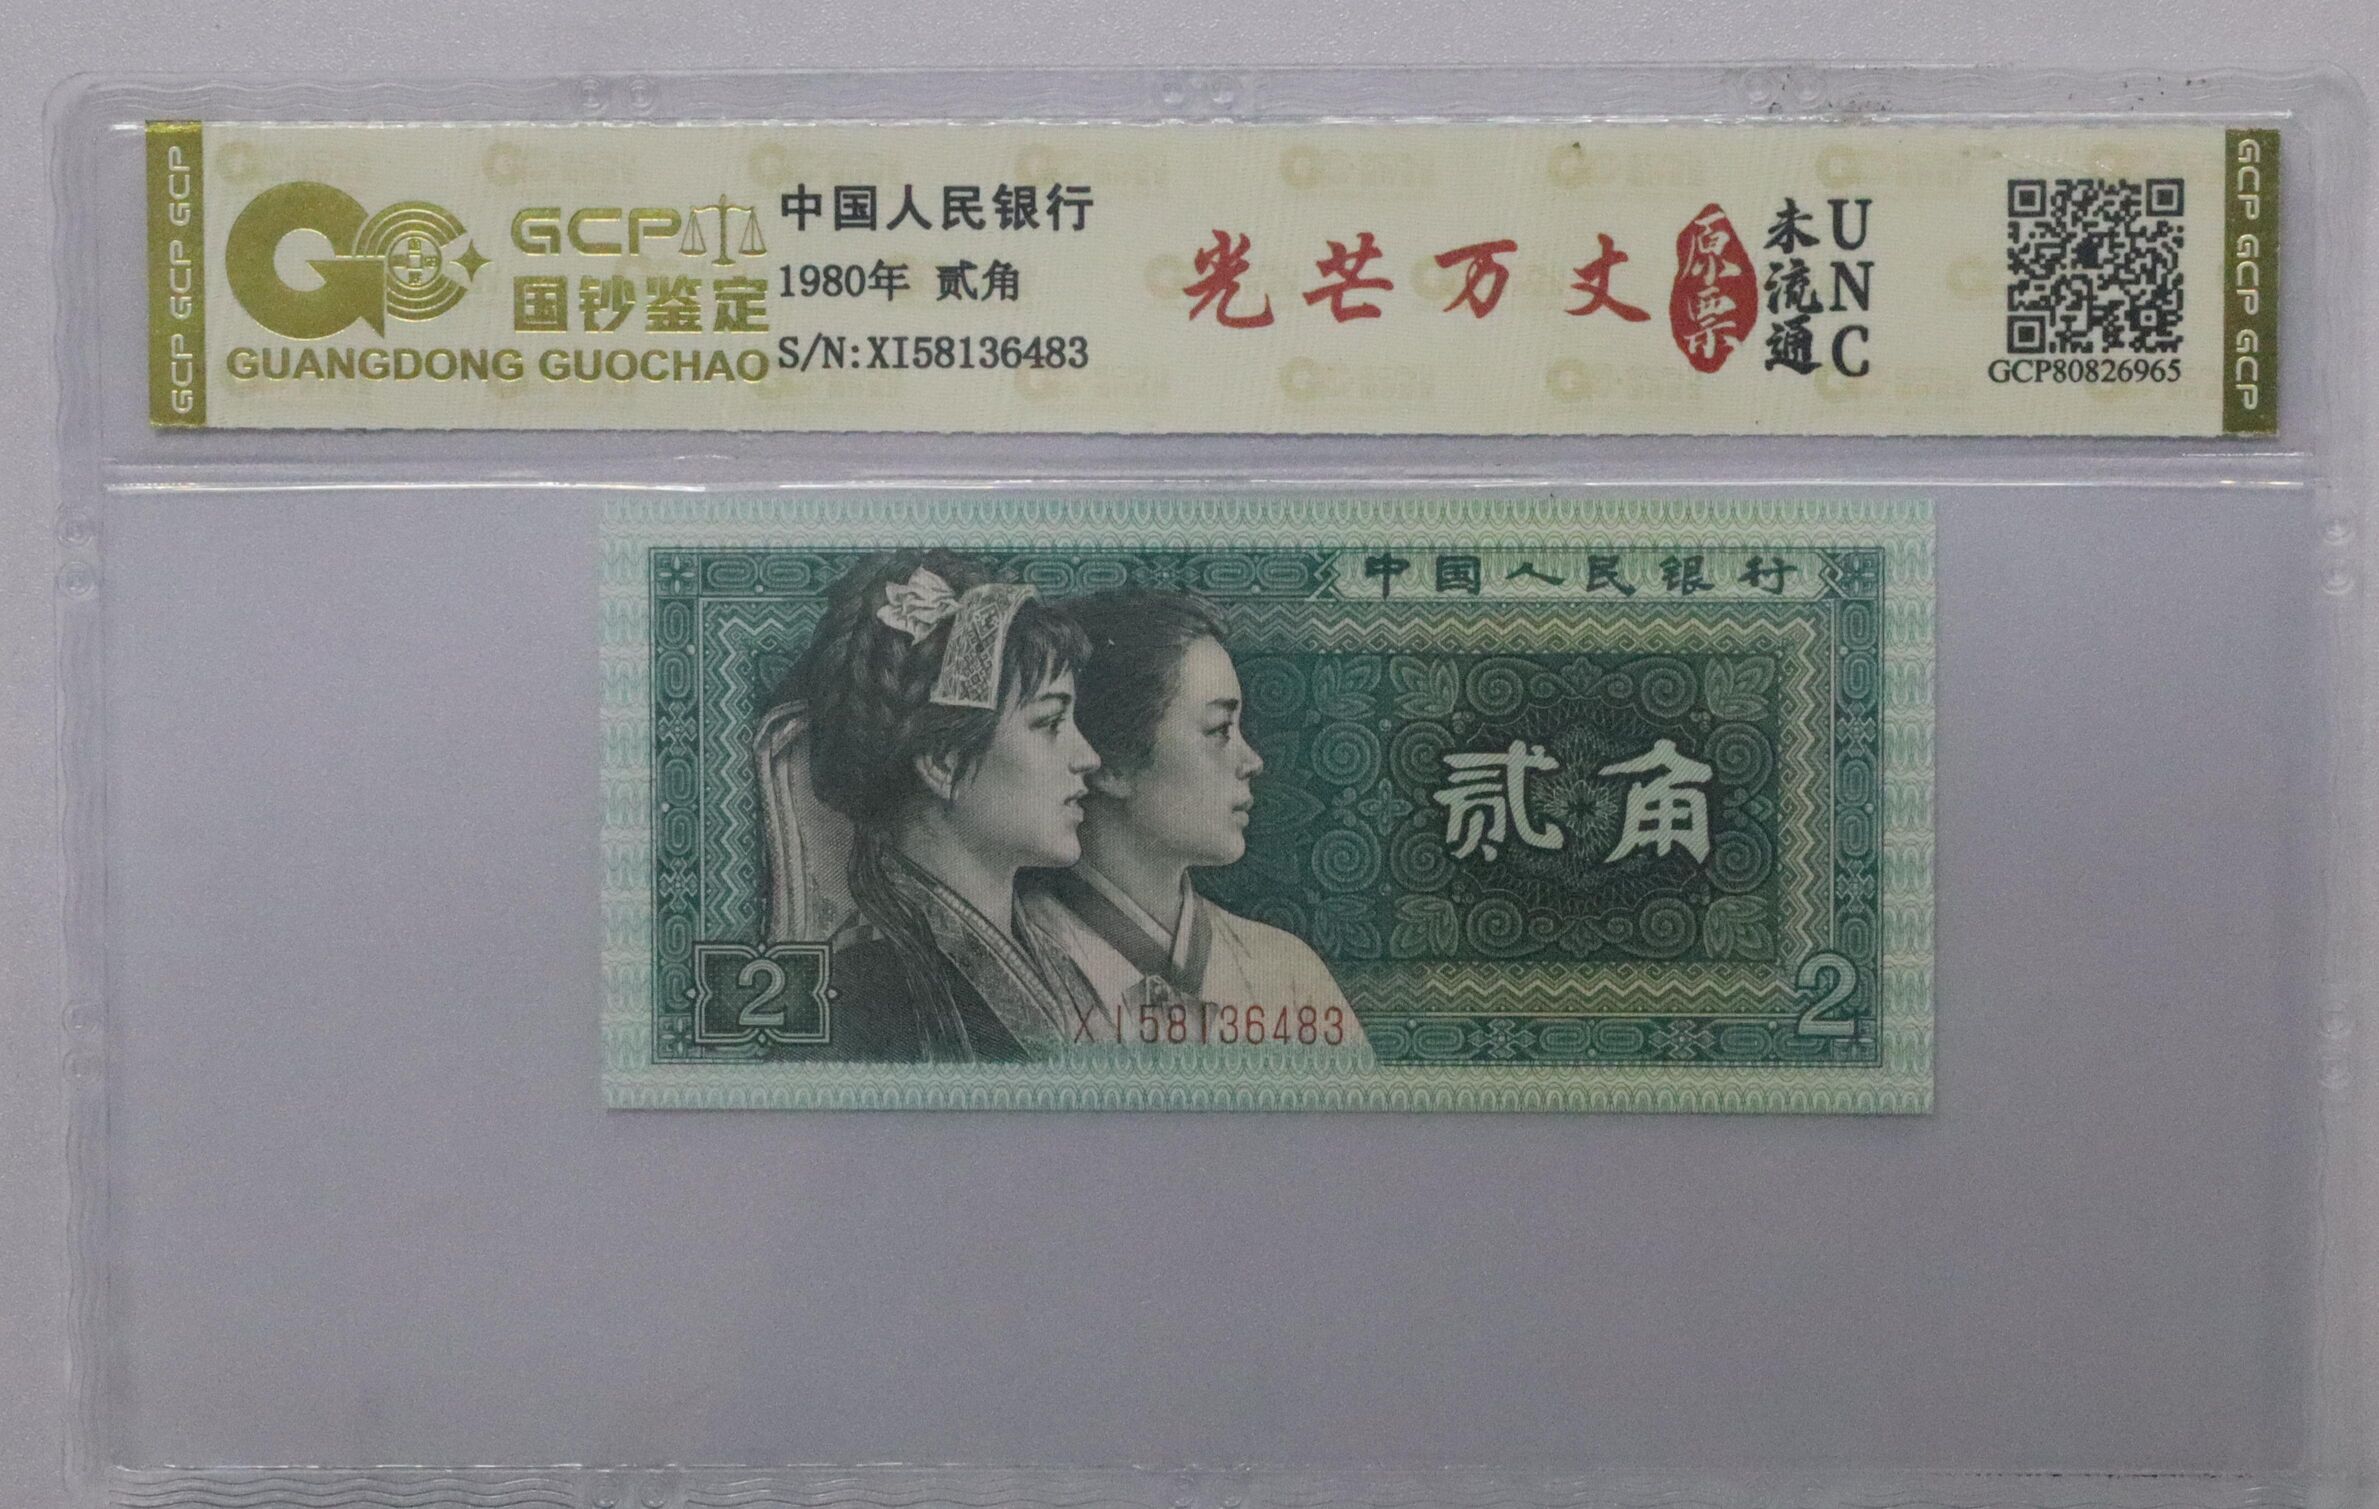 GCP GCP GCP
GCP
国钞鉴定
GUANGDONG GUOCHAO
中国人民银行
1980年 贰角
S/N:XI58136483
光芒万丈
原票
未流通
UNC
GCP80826965
GCP GCP GCP
中国人民银行
贰角
2
XI58136483
2